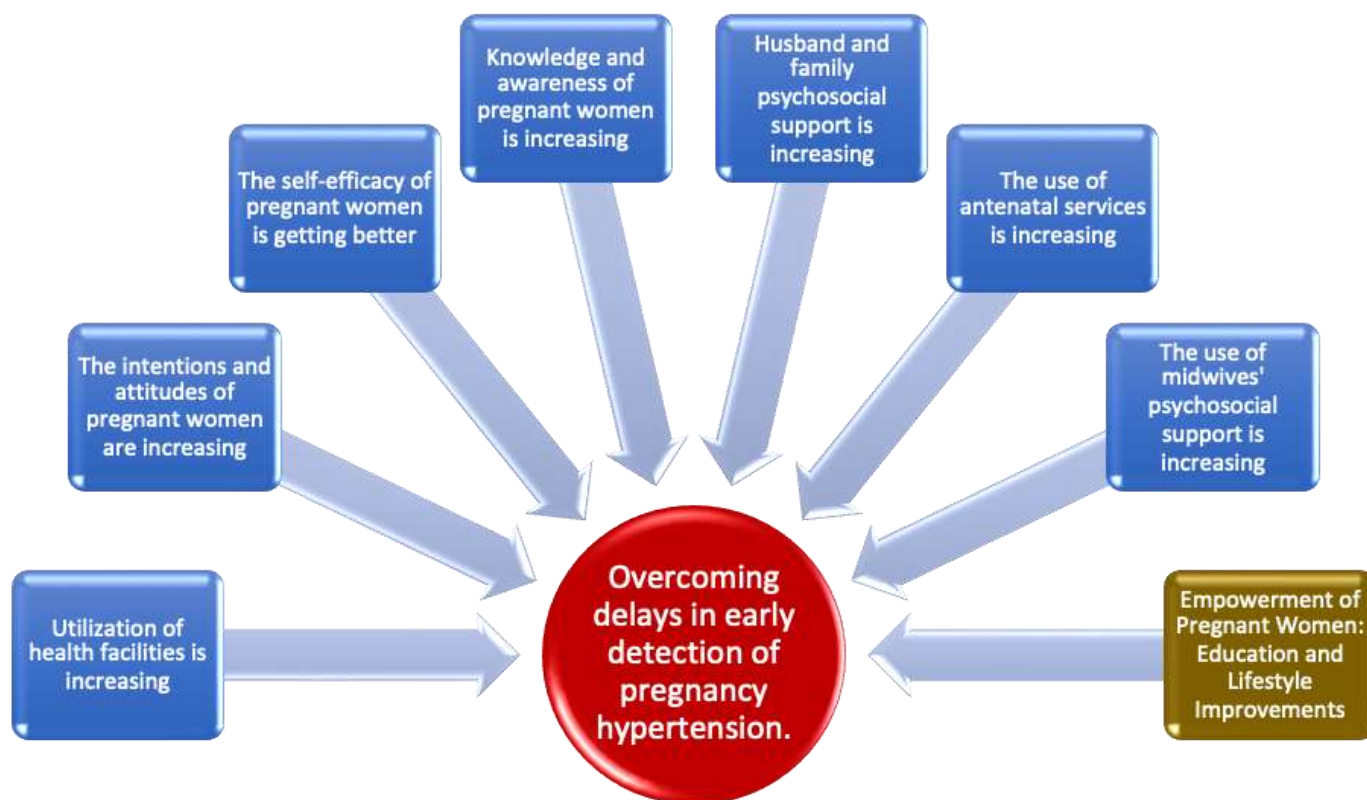 Knowledge and
awareness of
pregnant women
is increasing
Husband and
family
psychosocial
support is
increasing
The self-efficacy of
pregnant women
is getting better
The use of
antenatal services
is increasing
The intentions and
attitudes of
pregnant women
are increasing
The use of
midwives'
psychosocial
support is
increasing
Utilization of
health facilities is
increasing
Overcoming
delays in early
detection of
pregnancy
hypertension.
Empowerment of
Pregnant Women:
Education and
Lifestyle
Improvements